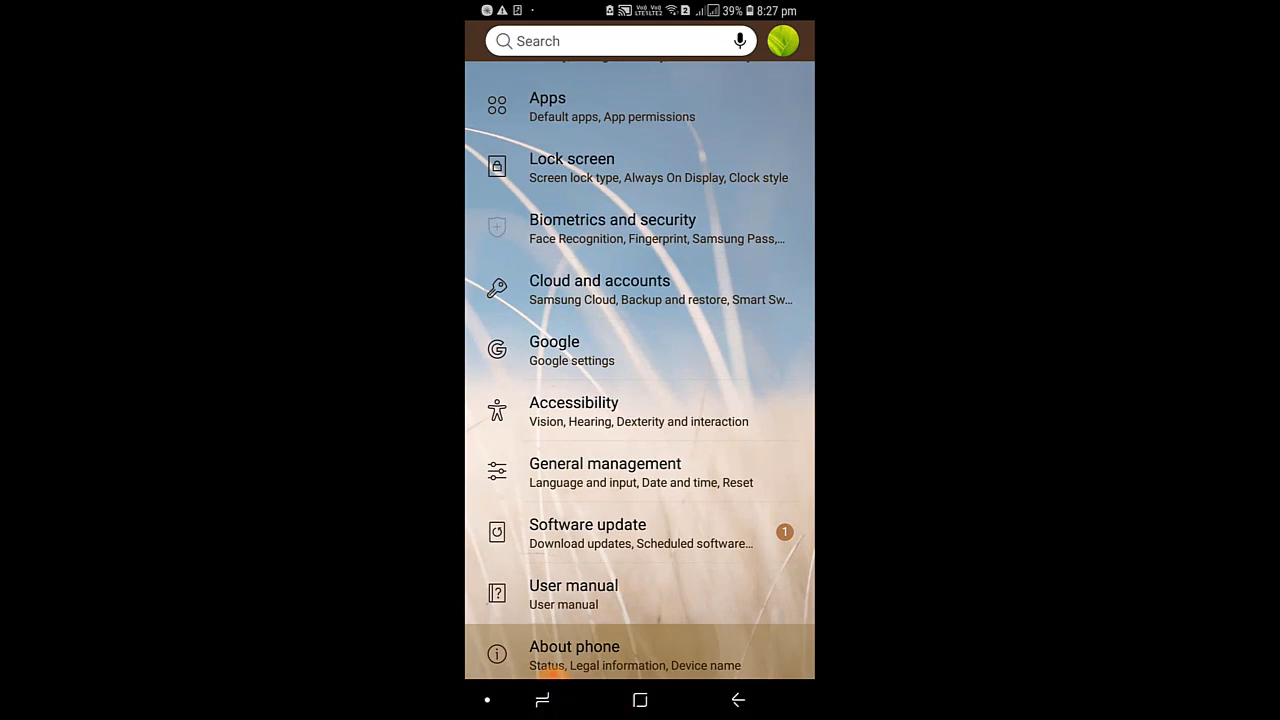 39% 8:27 pm
Search
Apps
Default apps, App permissions
Lock screen
Screen lock type, Always On Display, Clock style
Biometrics and security
Face Recognition, Fingerprint, Samsung Pass,...
Cloud and accounts
Samsung Cloud, Backup and restore, Smart Sw...
Google
Google settings
Accessibility
Vision, Hearing, Dexterity and interaction
General management
Language and input, Date and time, Reset
Software update
1
Download updates, Scheduled software...
User manual
User manual
About phone
Status, Legal information, Device name